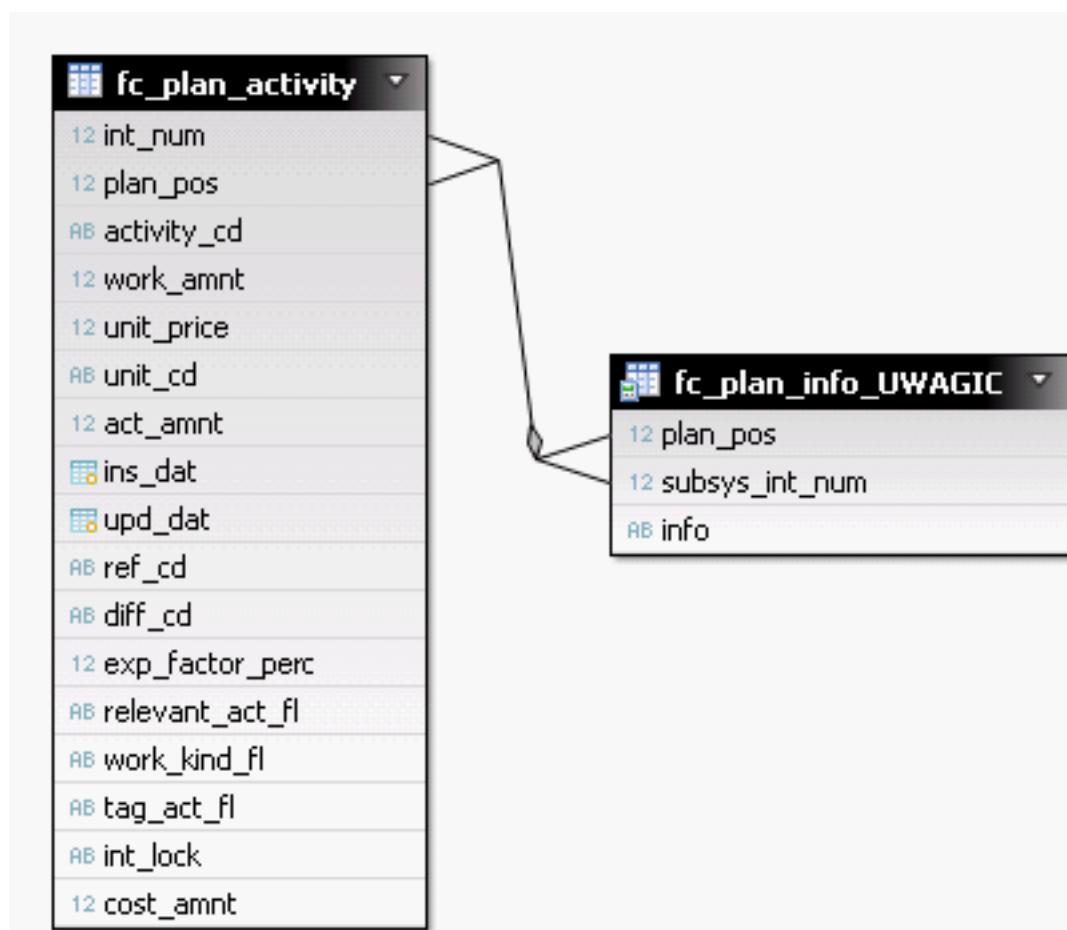 fc_plan_activity
12 int_num
12 plan_pos
AB activity_cd
12 work_amnt
12 unit_price
AB unit_cd
12 act_amnt
ins_dat
upd_dat
AB ref_cd
AB diff_cd
12 exp_factor_perc
AB relevant_act_fl
AB work_kind_fl
AB tag_act_fl
AB int_lock
12 cost_amnt
fc_plan_info_UWAGIC
12 plan_pos
12 subsys_int_num
AB info